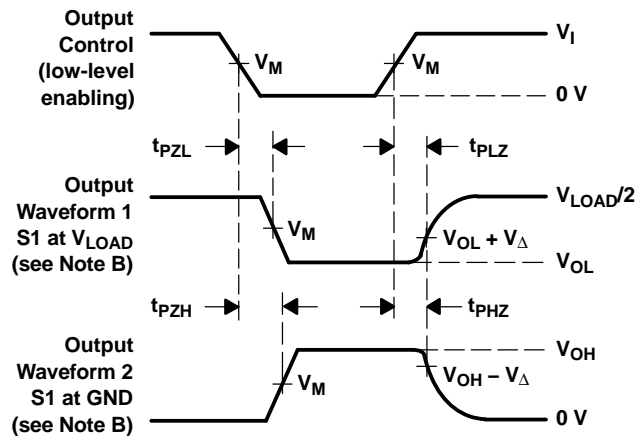 Output
Control
(low-level
enabling)
V_M
V_M
V_I
0 V
t_PZL
t_PLZ
Output
Waveform 1
S1 at V_LOAD
(see Note B)
V_M
V_LOAD/2
V_OL + V_Δ
V_OL
t_PZH
t_PHZ
Output
Waveform 2
S1 at GND
(see Note B)
V_M
V_OH
V_OH – V_Δ
0 V